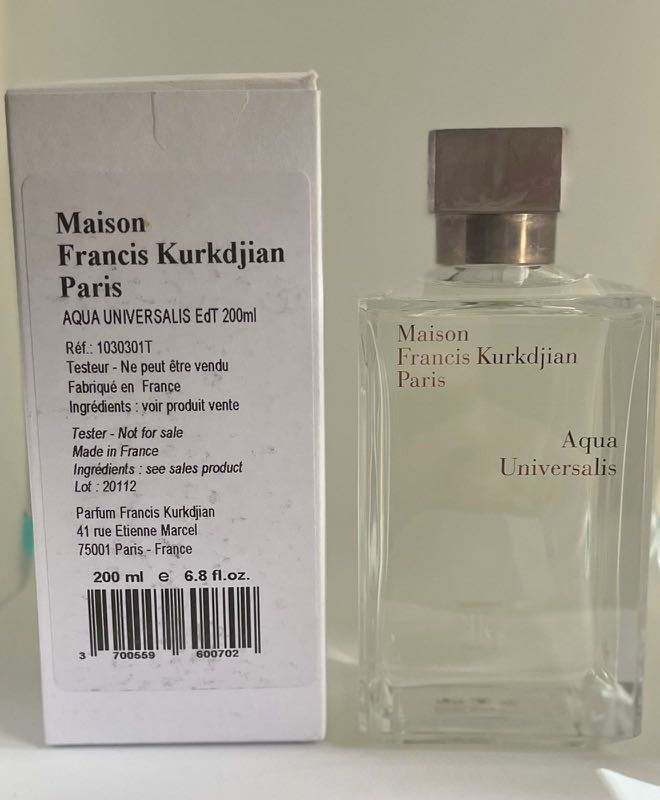 Maison
Francis Kurkdjian
Paris
AQUA UNIVERSALIS EdT 200ml
Réf.: 1030301T
Testeur - Ne peut être vendu
Fabriqué en France
Ingrédients : voir produit vente
Tester - Not for sale
Made in France
Ingrédients : see sales product
Lot : 20112
Parfum Francis Kurkdjian
41 rue Etienne Marcel
75001 Paris - France
200 ml e 6.8 fl.oz.
3 700559 600702
Maison
Francis Kurkdjian
Paris
Aqua
Universalis